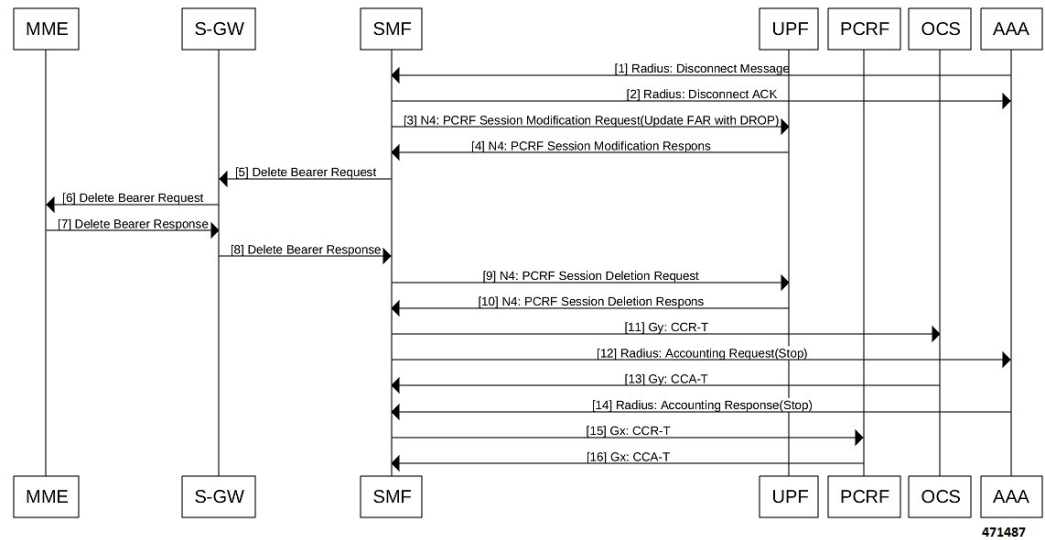 MME S-GW SMF UPF PCRF OCS AAA
[1] Radius: Disconnect Message
[2] Radius: Disconnect ACK
[3] N4: PCRF Session Modification Request(Update FAR with DROP)
[4] N4: PCRF Session Modification Respons
[5] Delete Bearer Request
[6] Delete Bearer Request
[7] Delete Bearer Response
[8] Delete Bearer Response
[9] N4: PCRF Session Deletion Request
[10] N4: PCRF Session Deletion Respons
[11] Gy: CCR-T
[12] Radius: Accounting Request(Stop)
[13] Gy: CCA-T
[14] Radius: Accounting Response(Stop)
[15] Gx: CCR-T
[16] Gx: CCA-T
MME S-GW SMF UPF PCRF OCS AAA
471487